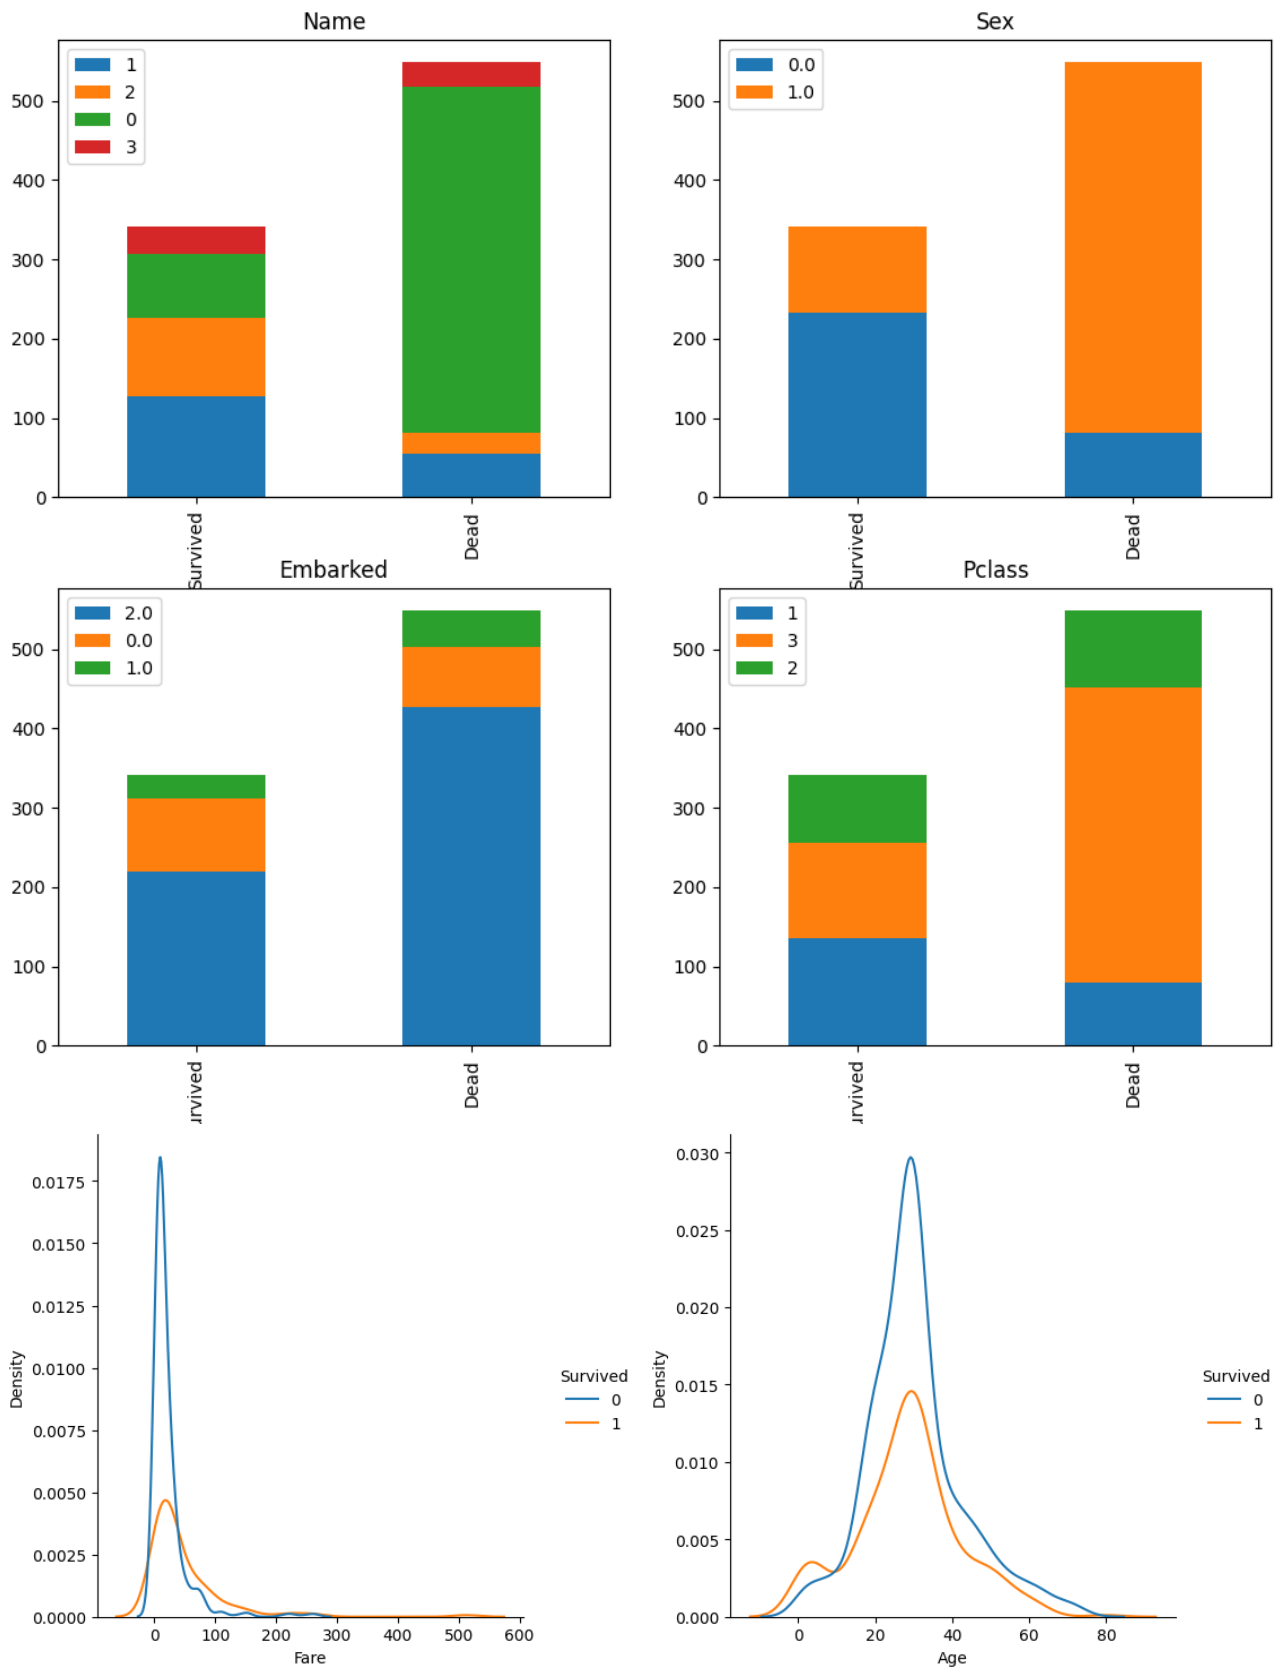 Name
1
2
0
3
500
400
300
200
100
0
Survived
Dead
Sex
0.0
1.0
500
400
300
200
100
0
Survived
Dead
Embarked
2.0
0.0
1.0
500
400
300
200
100
0
urvived
Dead
Pclass
1
3
2
500
400
300
200
100
0
urvived
Dead
0.0175
0.0150
0.0125
0.0100
0.0075
0.0050
0.0025
0.0000
Density
0 100 200 300 400 500 600
Fare
Survived
0
1
0.030
0.025
0.020
0.015
0.010
0.005
0.000
Density
0 20 40 60 80
Age
Survived
0
1